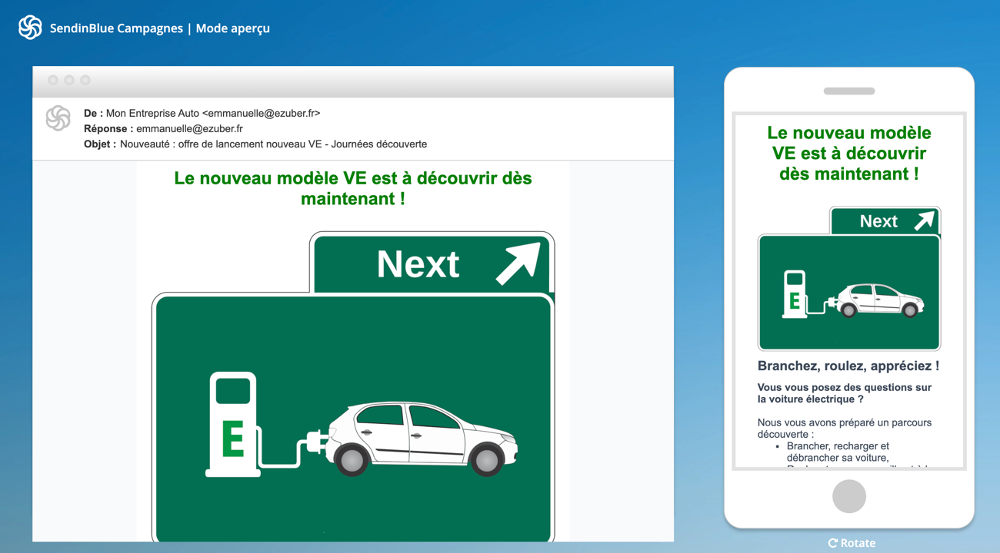 SendinBlue Campagnes | Mode aperçu
De : Mon Entreprise Auto <emmanuelle@ezuber.fr>
Réponse : emmanuelle@ezuber.fr
Objet : Nouveauté : offre de lancement nouveau VE - Journées découverte
Le nouveau modèle VE est à découvrir dès
maintenant !
Next
E
Le nouveau modèle
VE est à découvrir
dès maintenant !
Next
E
Branchez, roulez, appréciez !
Vous vous posez des questions sur
la voiture électrique ?
Nous vous avons préparé un parcours
découverte :
• Brancher, recharger et
débrancher sa voiture,
Rotate